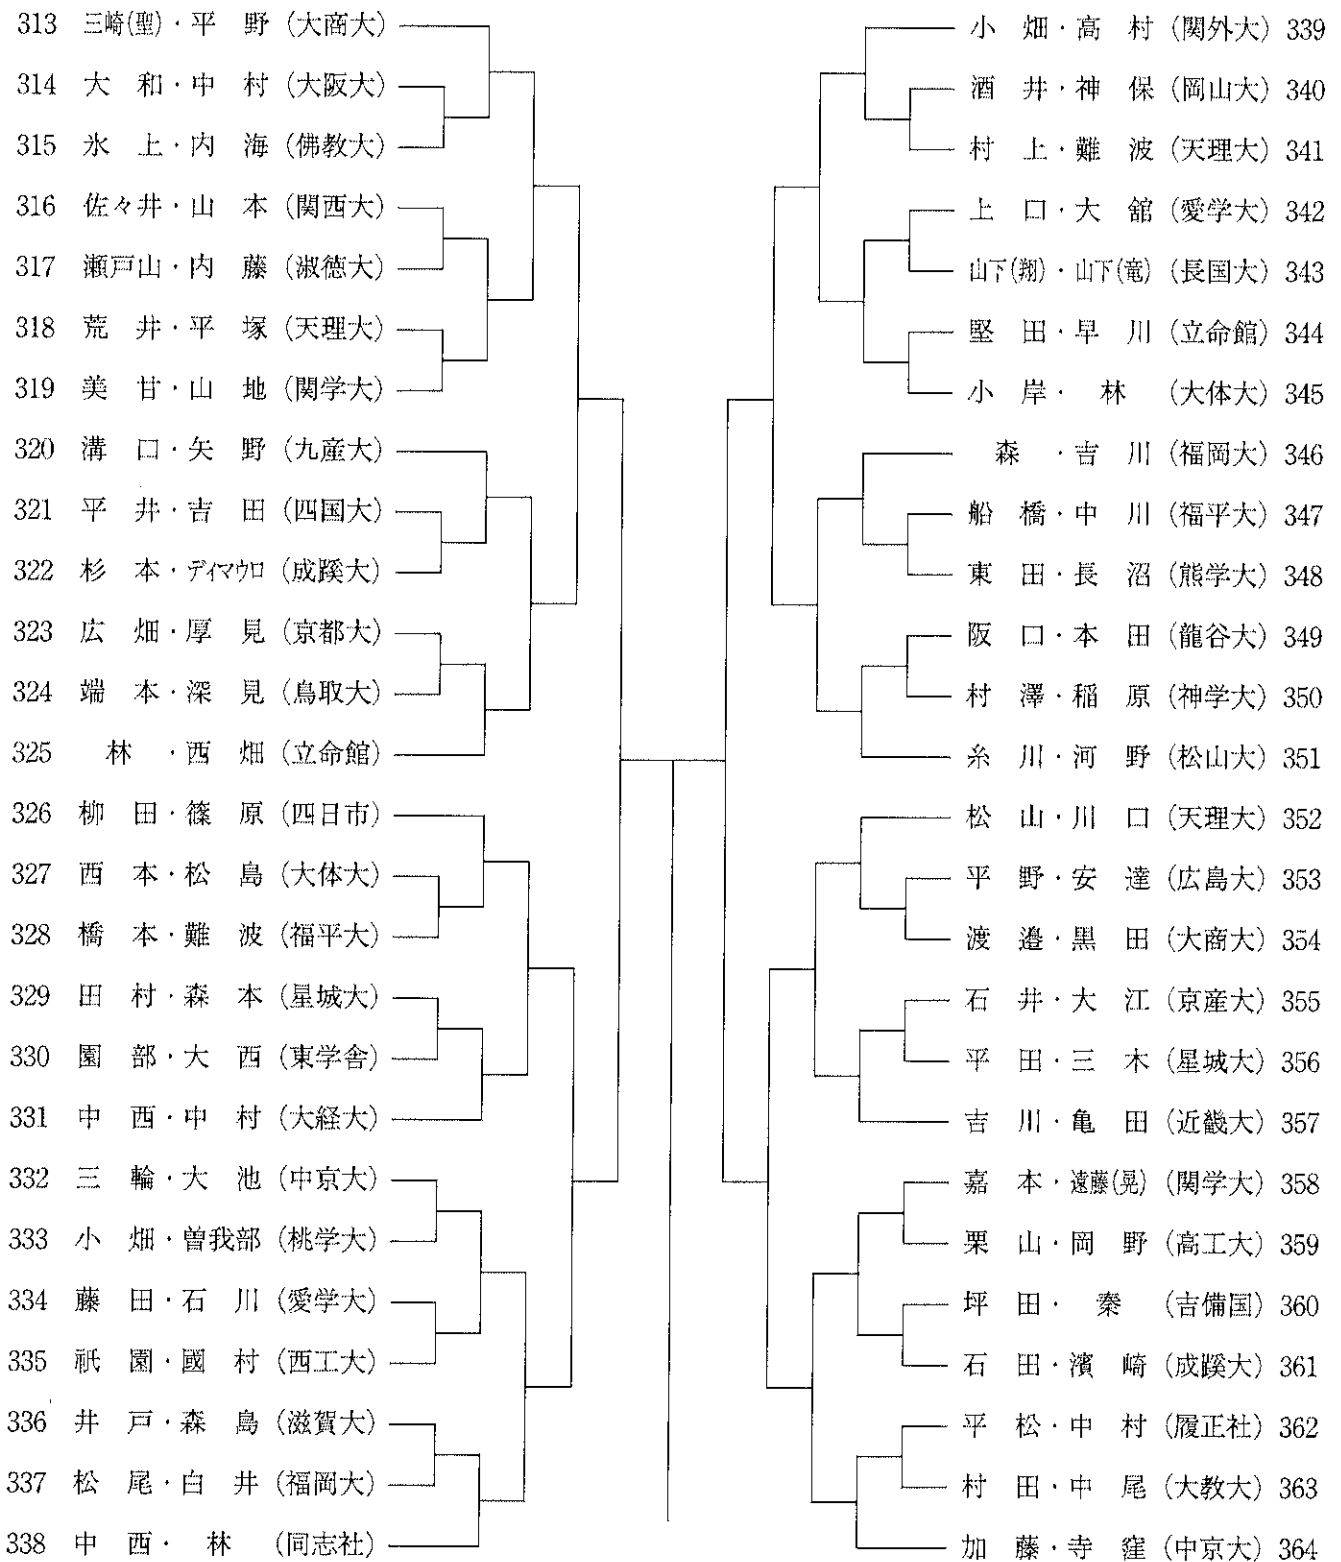 313 三崎(聖)・平 野 (大商大)
314 大 和・中 村 (大阪大)
315 氷 上・内 海 (佛教大)
316 佐々井・山 本 (関西大)
317 瀬戸山・内 藤 (淑徳大)
318 荒 井・平 塚 (天理大)
319 美 甘・山 地 (関学大)
320 溝 口・矢 野 (九産大)
321 平 井・吉 田 (四国大)
322 杉 本・ディマウロ (成蹊大)
323 広 畑・厚 見 (京都大)
324 端 本・深 見 (鳥取大)
325 林 ・西 畑 (立命館)
326 柳 田・篠 原 (四日市)
327 西 本・松 島 (大体大)
328 橋 本・難 波 (福平大)
329 田 村・森 本 (星城大)
330 園 部・大 西 (東学舎)
331 中 西・中 村 (大経大)
332 三 輪・大 池 (中京大)
333 小 畑・曽我部 (桃学大)
334 藤 田・石 川 (愛学大)
335 祇 園・國 村 (西工大)
336 井 戸・森 島 (滋賀大)
337 松 尾・白 井 (福岡大)
338 中 西・ 林 (同志社)
小 畑・高 村 (関外大) 339
酒 井・神 保 (岡山大) 340
村 上・難 波 (天理大) 341
上 口・大 舘 (愛学大) 342
山下(翔)・山下(竜) (長国大) 343
堅 田・早 川 (立命館) 344
小 岸・ 林 (大体大) 345
森 ・吉 川 (福岡大) 346
船 橋・中 川 (福平大) 347
東 田・長 沼 (熊学大) 348
阪 口・本 田 (龍谷大) 349
村 澤・稲 原 (神学大) 350
糸 川・河 野 (松山大) 351
松 山・川 口 (天理大) 352
平 野・安 達 (広島大) 353
渡 邉・黒 田 (大商大) 354
石 井・大 江 (京産大) 355
平 田・三 木 (星城大) 356
吉 川・亀 田 (近畿大) 357
嘉 本・遠藤(晃) (関学大) 358
栗 山・岡 野 (高工大) 359
坪 田・ 秦 (吉備国) 360
石 田・濱 崎 (成蹊大) 361
平 松・中 村 (履正社) 362
村 田・中 尾 (大教大) 363
加 藤・寺 窪 (中京大) 364